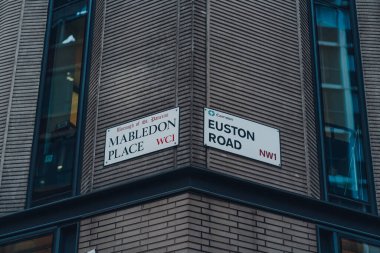 Borough of St. Pancras
MABLEDON
PLACE WC1
Camden
EUSTON
ROAD
NW1